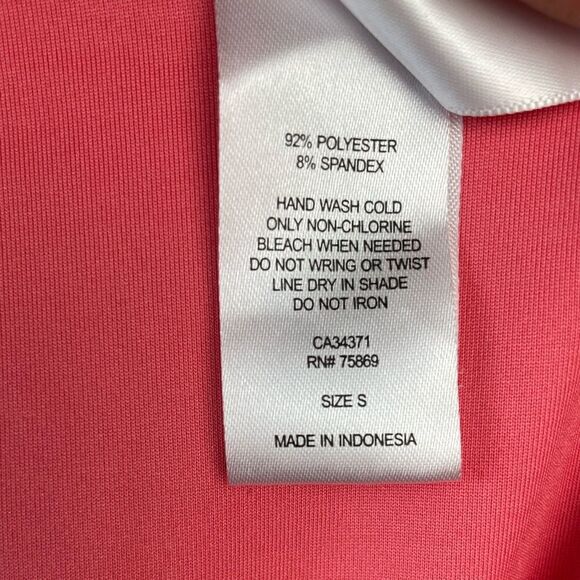 92% POLYESTER
8% SPANDEX
HAND WASH COLD
ONLY NON-CHLORINE
BLEACH WHEN NEEDED
DO NOT WRING OR TWIST
LINE DRY IN SHADE
DO NOT IRON
CA34371
RN# 75869
SIZE S
MADE IN INDONESIA